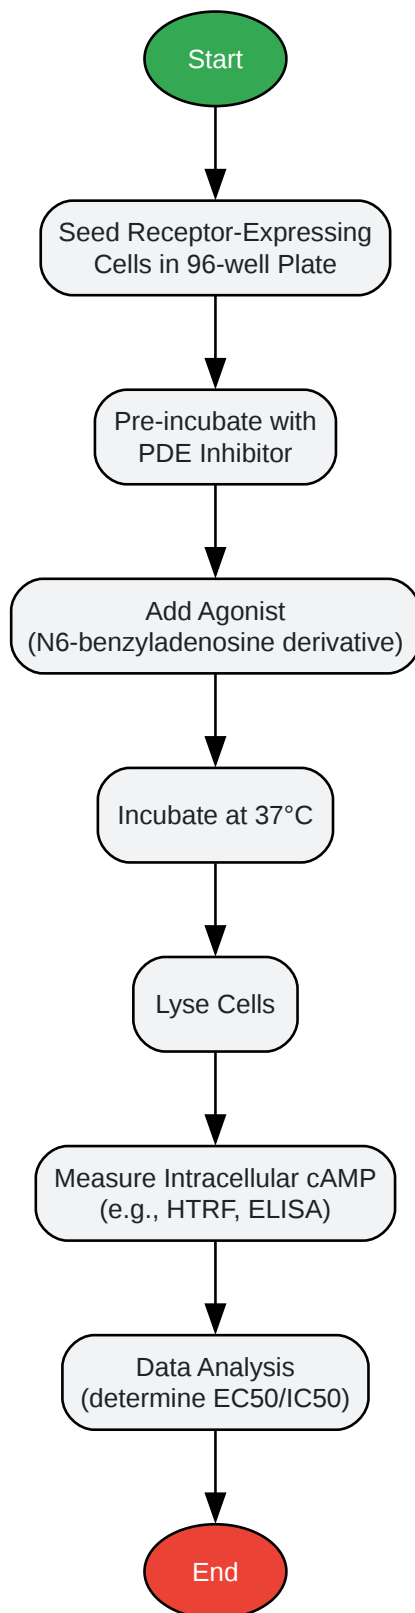 Start
Seed Receptor-Expressing
Cells in 96-well Plate
Pre-incubate with
PDE Inhibitor
Add Agonist
(N6-benzyladenosine derivative)
Incubate at 37°C
Lyse Cells
Measure Intracellular cAMP
(e.g., HTRF, ELISA)
Data Analysis
(determine EC50/IC50)
End